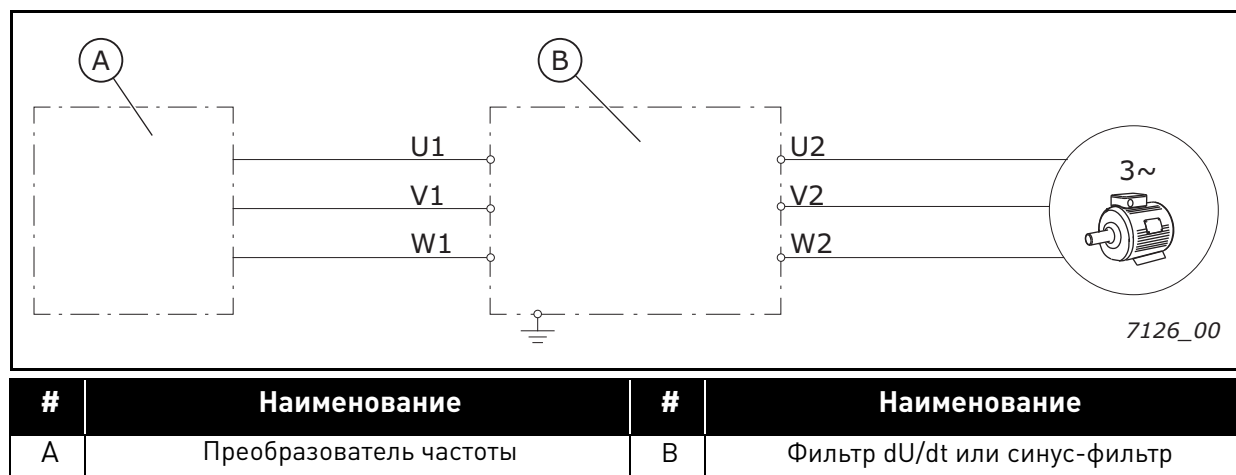 A
B
U1
U2
V1
V2
W1
W2
3~
7126_00
# Наименование # Наименование
A Преобразователь частоты B Фильтр dU/dt или синус-фильтр